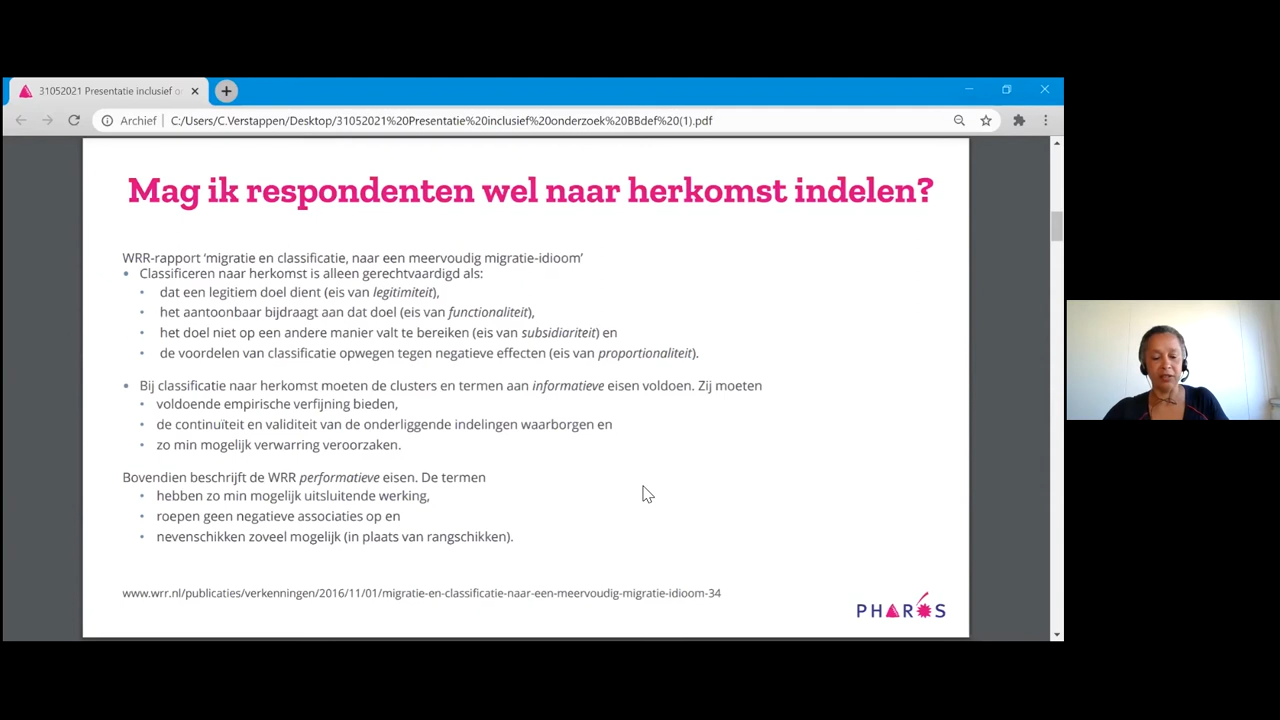 31052021 Presentatie inclusief o
Archief
C:/Users/C.Verstappen/Desktop/31052021%20Presentatie%20inclusief%20onderzoek%20BBdef%20(1).pdf
Mag ik respondenten wel naar herkomst indelen?
WRR-rapport ‘migratie en classificatie, naar een meervoudig migratie-idioom’
• Classificeren naar herkomst is alleen gerechtvaardigd als:
• dat een legitiem doel dient (eis van legitimiteit),
• het aantoonbaar bijdraagt aan dat doel (eis van functionaliteit),
• het doel niet op een andere manier valt te bereiken (eis van subsidiariteit) en
• de voordelen van classificatie opwegen tegen negatieve effecten (eis van proportionaliteit).
• Bij classificatie naar herkomst moeten de clusters en termen aan informatieve eisen voldoen. Zij moeten
• voldoende empirische verfijning bieden,
• de continuïteit en validiteit van de onderliggende indelingen waarborgen en
• zo min mogelijk verwarring veroorzaken.
Bovendien beschrijft de WRR performatieve eisen. De termen
• hebben zo min mogelijk uitsluitende werking,
• roepen geen negatieve associaties op en
• nevenschikken zoveel mogelijk (in plaats van rangschikken).
www.wrr.nl/publicaties/verkenningen/2016/11/01/migratie-en-classificatie-naar-een-meervoudig-migratie-idioom-34
PHAROS